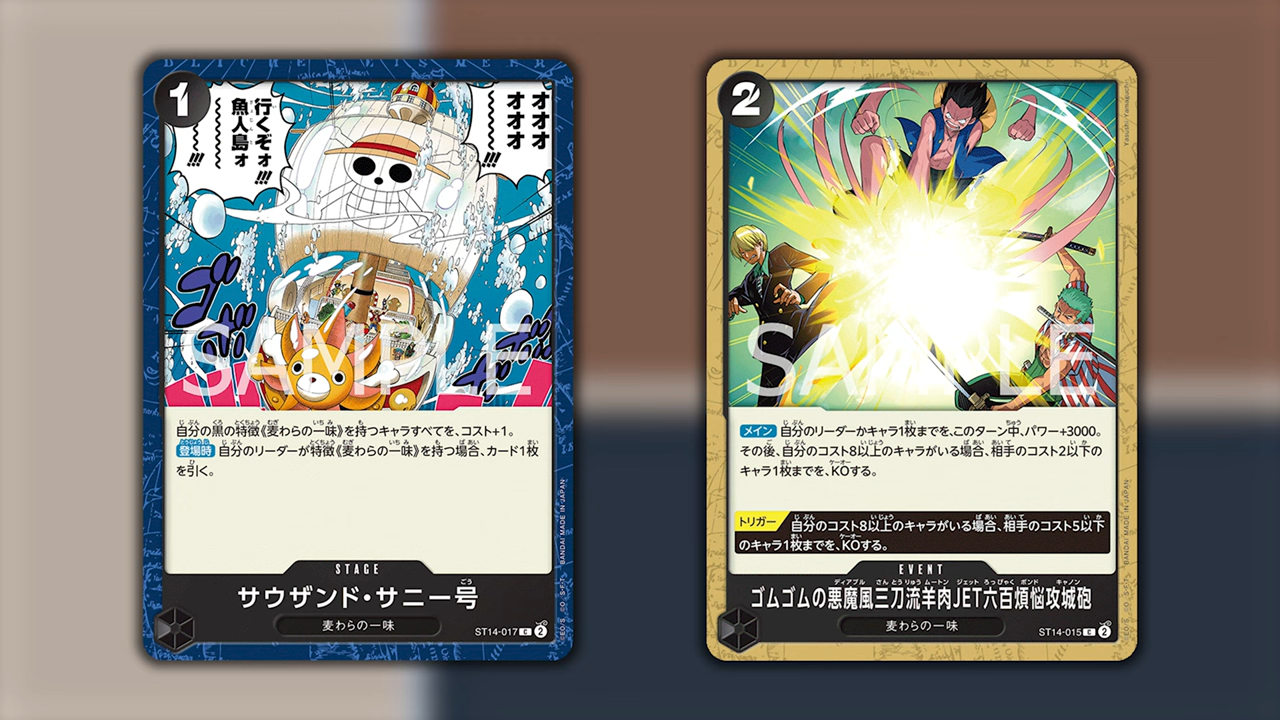 1
行くぞォ!!!
魚人島ォ
!!!
オオオ
オオオ
!!!
SAMPLE
自分の黒の特徴《麦わらの一味》を持つキャラすべてを、コスト+1。
登場時 自分のリーダーが特徴《麦わらの一味》を持つ場合、カード1枚
を引く。
BANDAI MADE IN JAPAN
STAGE
サウザンド・サニー号
麦わらの一味
ST14-017 C 2
2
Yasushi Yamaguchi
SAMPLE
メイン 自分のリーダーかキャラ1枚までを、このターン中、パワー+3000。
その後、自分のコスト8以上のキャラがいる場合、相手のコスト2以下の
キャラ1枚までを、KOする。
トリガー 自分のコスト8以上のキャラがいる場合、相手のコスト5以下
のキャラ1枚までを、KOする。
BANDAI MADE IN JAPAN
EVENT
ゴムゴムの悪魔風三刀流羊肉JET六百煩悩攻城砲
麦わらの一味
ST14-015 C 2